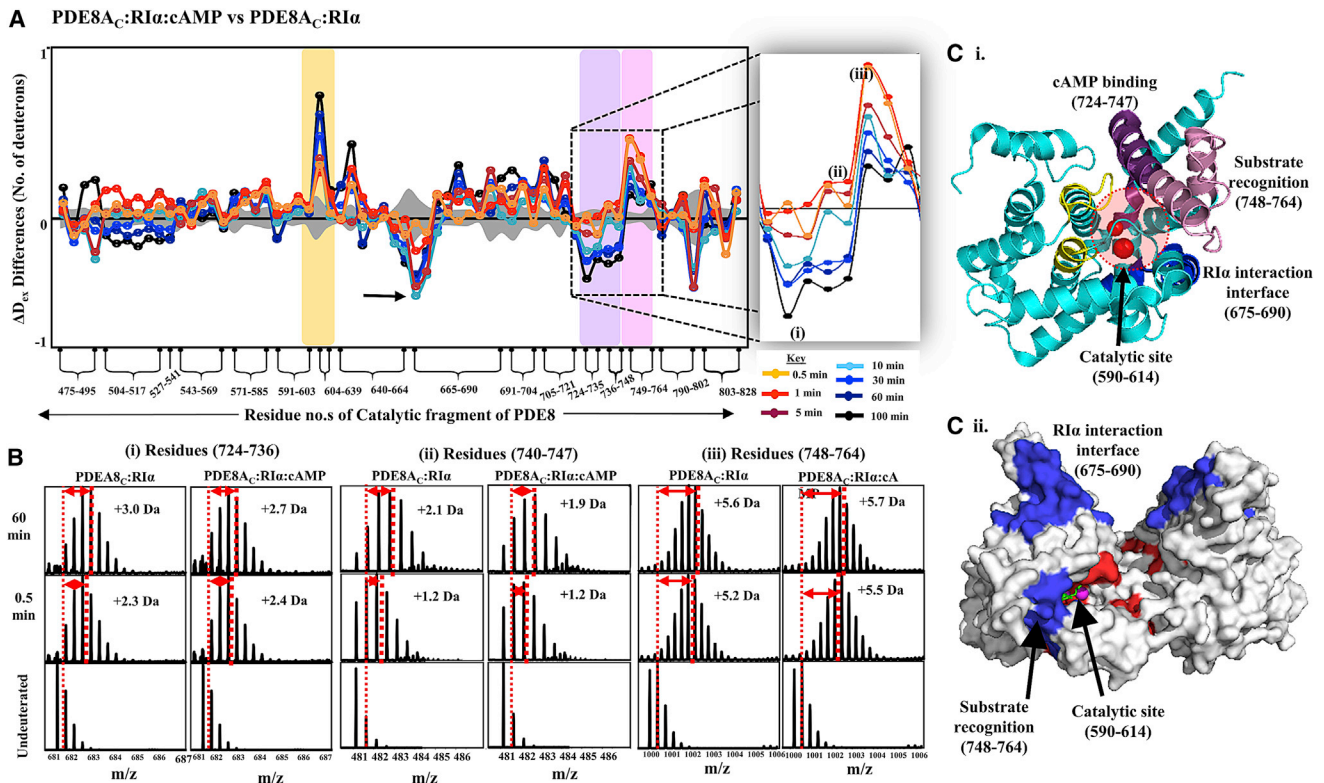 A
PDE8AC:RIα:cAMP vs PDE8AC:RIα
ΔDex Differences (No. of deuterons)
1
0
-1
(i)
(ii)
(iii)
475-495
504-517
527-541
543-569
571-585
591-603
604-639
640-664
665-690
691-704
705-721
724-735
736-748
749-764
790-802
803-828
Residue no.s of Catalytic fragment of PDE8
Key
0.5 min
1 min
5 min
10 min
30 min
60 min
100 min
B
(i) Residues (724-736)
(ii) Residues (740-747)
(iii) Residues (748-764)
PDEA8C:RIα
PDE8AC:RIα:cAMP
PDE8AC:RIα
PDE8AC:RIα:cAMP
PDE8AC:RIα
PDEA8C:RIα:cA
60 min
+3.0 Da
+2.7 Da
+2.1 Da
+1.9 Da
+5.6 Da
+5.7 Da
0.5 min
+2.3 Da
+2.4 Da
+1.2 Da
+1.2 Da
+5.2 Da
+5.5 Da
Undeuterated
681 682 683 684 685 686 687
681 682 683 684 685 686 687
481 482 483 484 485 486
481 482 483 484 485 486
1000 1001 1002 1003 1004 1005 1006
1000 1001 1002 1003 1004 1005 1006
m/z
m/z
m/z
m/z
m/z
m/z
C i.
cAMP binding
(724-747)
Substrate
recognition
(748-764)
RIα interaction
interface
(675-690)
Catalytic site
(590-614)
C ii.
RIα interaction
interface
(675-690)
Substrate
recognition
(748-764)
Catalytic site
(590-614)